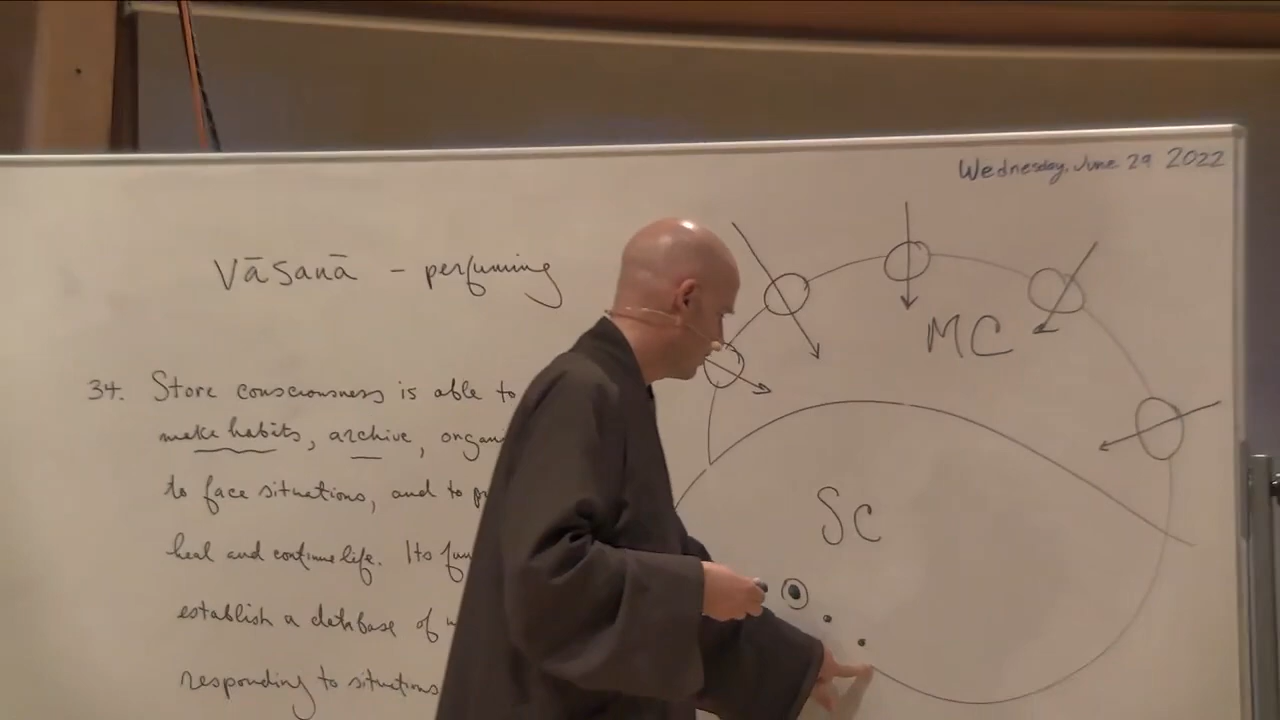 Wednesday, June 29 2022
Vāsanā - perfuming
34. Store consciousness is able to
make habits, archive,
to face situations, and to
heal and continue life. Its
establish a database of
responding to situations
MC
SC